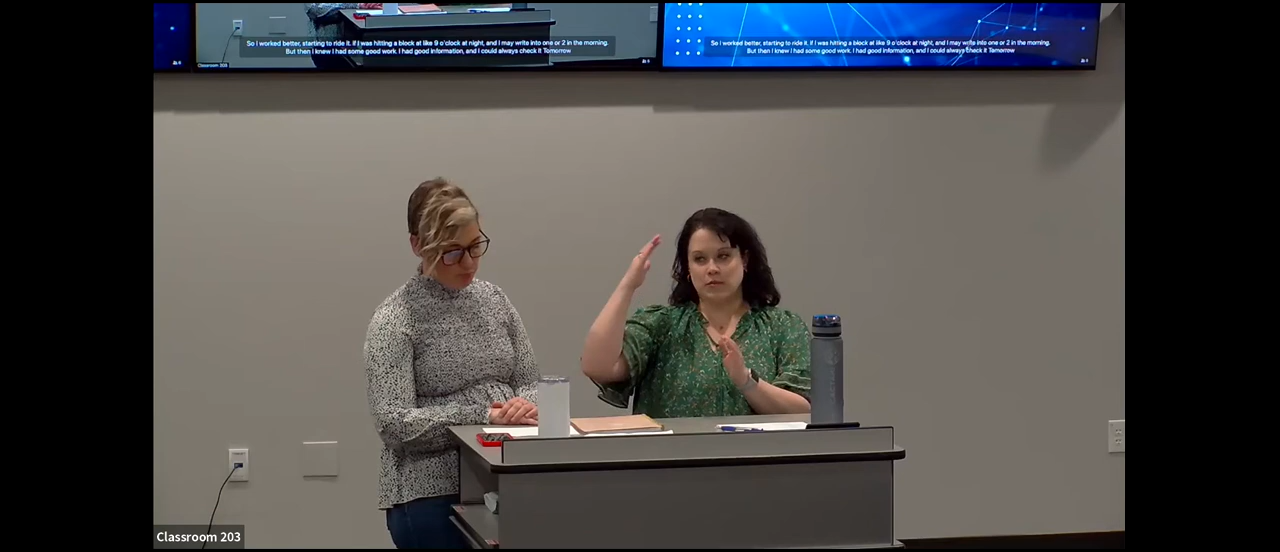 So I worked better, starting to ride it. If I was hitting a block at like 9 o'clock at night, and I may write into one or 2 in the morning.
But then I knew I had some good work. I had good information, and I could always check it Tomorrow
Classroom 203
So I worked better, starting to ride it. If I was hitting a block at like 9 o'clock at night, and I may write into one or 2 in the morning.
But then I knew I had some good work. I had good information, and I could always check it Tomorrow
Classroom 203